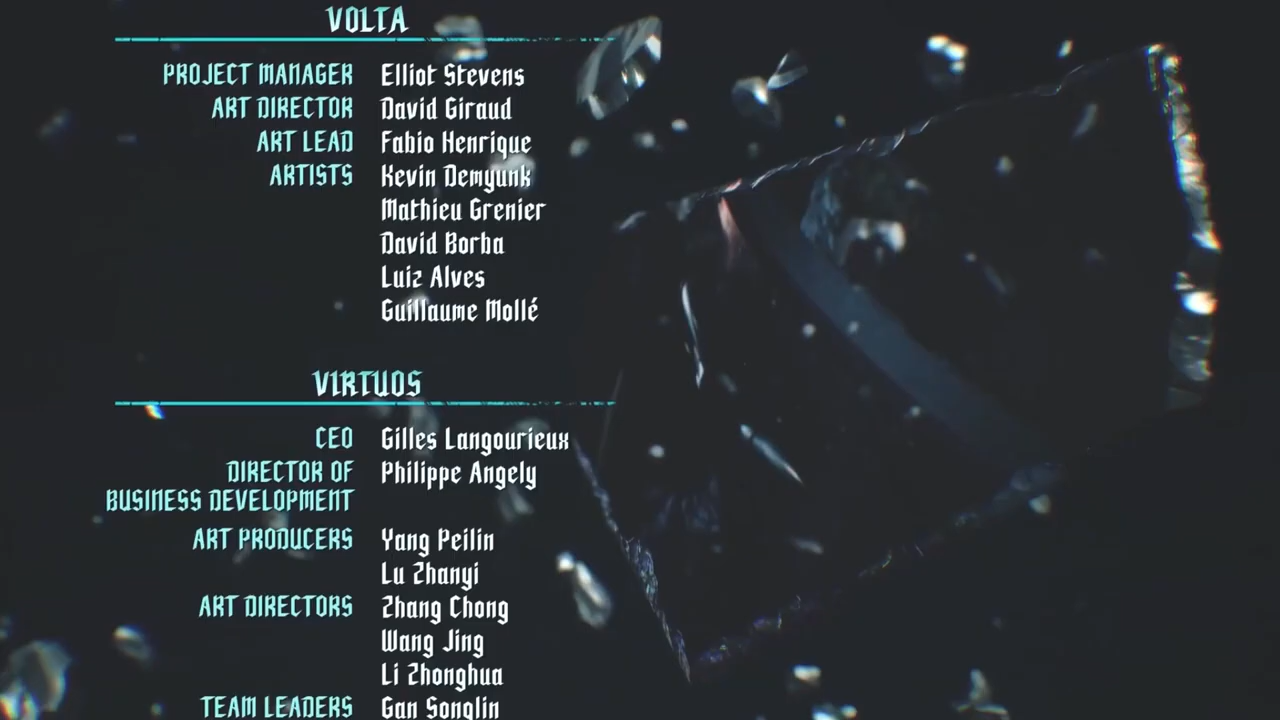 VOLTA
PROJECT MANAGER Elliot Stevens
ART DIRECTOR David Giraud
ART LEAD Fabio Henrique
ARTISTS Kevin Demyunk
Mathieu Grenier
David Borba
Luiz Alves
Guillaume Mollé
VIRTUOS
CEO Gilles Langourieux
DIRECTOR OF Philippe Angely
BUSINESS DEVELOPMENT
ART PRODUCERS Yang Peilin
Lu Zhanyi
ART DIRECTORS Zhang Chong
Wang Jing
Li Zhonghua
TEAM LEADERS Gan Songlin